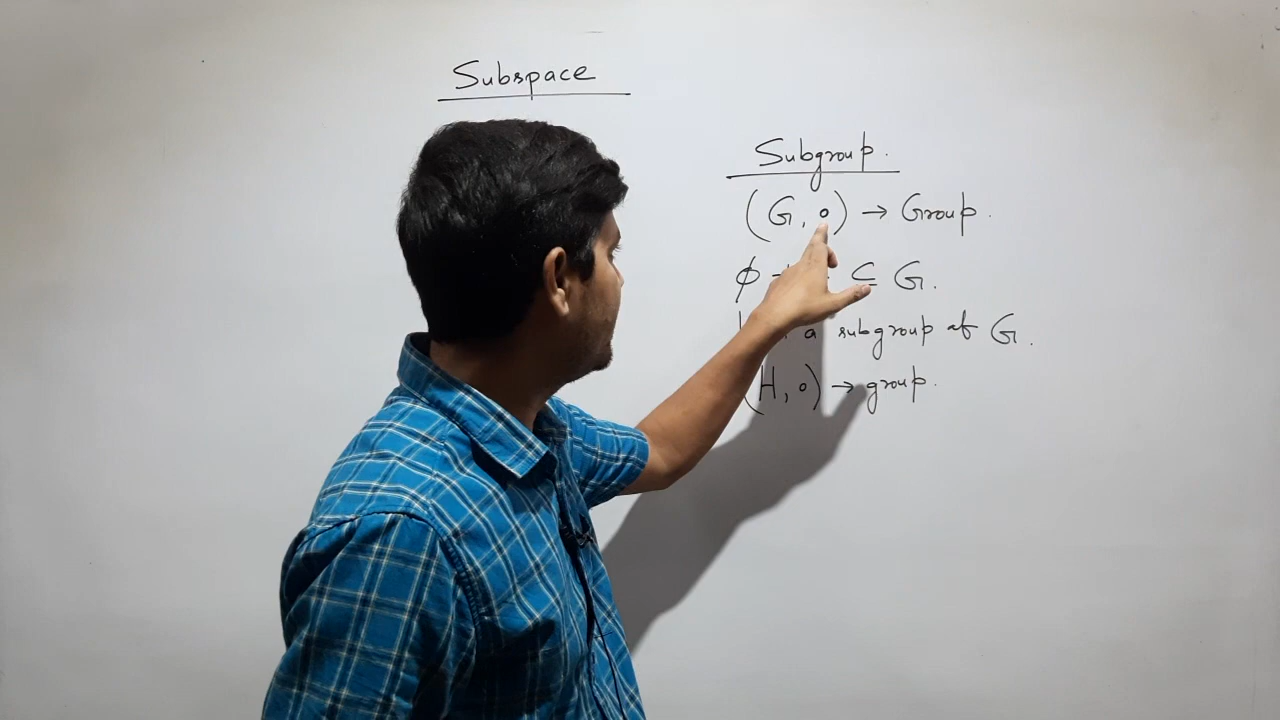 Subspace
Subgroup.
(G, o) → Group.
ϕ ⊆ G.
a subgroup of G.
(H, o) → group.